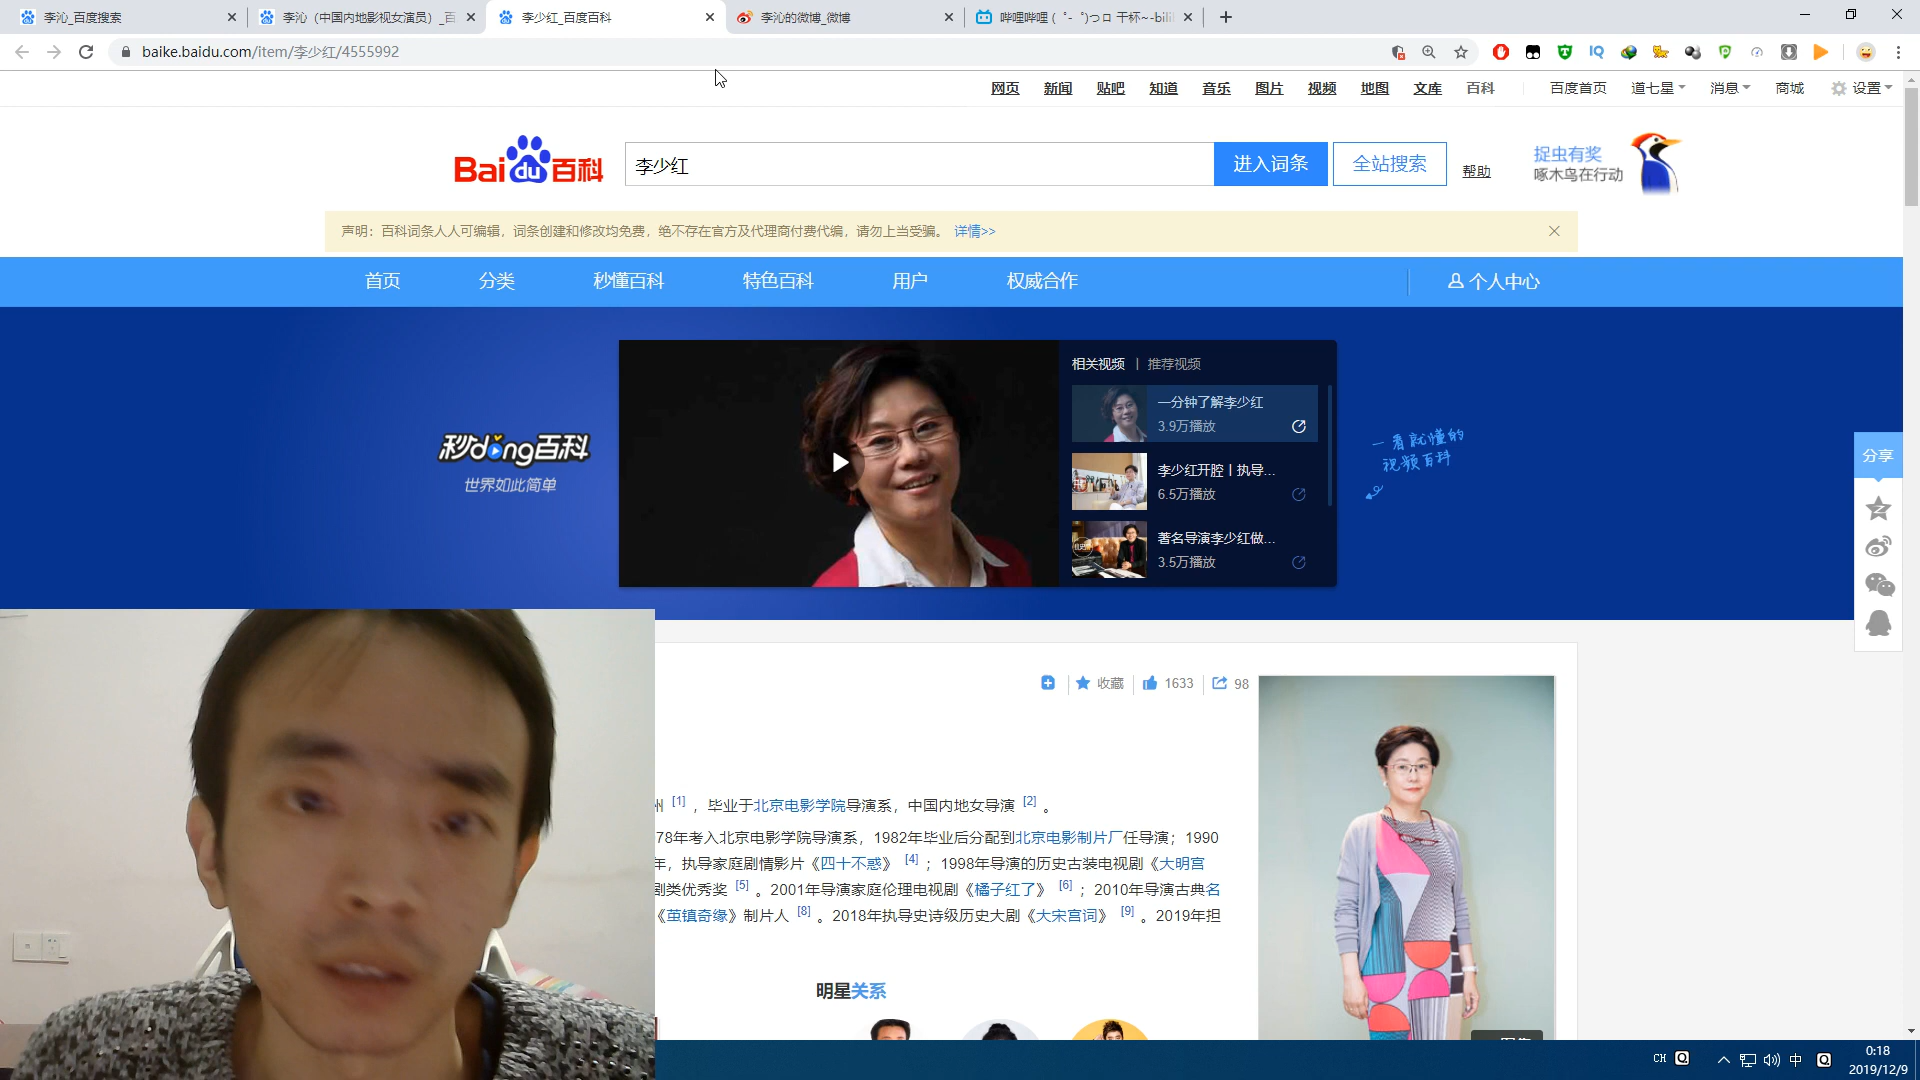 李沁_百度搜索
李沁（中国内地影视女演员）_百
李少红_百度百科
李沁的微博_微博
哔哩哔哩 ( ゜- ゜)つロ 干杯~-bili
baike.baidu.com/item/李少红/4555992
网页 新闻 贴吧 知道 音乐 图片 视频 地图 文库 百科 百度首页 道七星 消息 商城 设置
Bai du 百科
李少红
进入词条
全站搜索
帮助
捉虫有奖
啄木鸟在行动
声明：百科词条人人可编辑，词条创建和修改均免费，绝不存在官方及代理商付费代编，请勿上当受骗。 详情>>
首页 分类 秒懂百科 特色百科 用户 权威合作 个人中心
秒dǒng百科
世界如此简单
相关视频 | 推荐视频
一分钟了解李少红
3.9万播放
李少红开腔丨执导...
6.5万播放
著名导演李少红做...
3.5万播放
一看就懂的
视频百科
分享
收藏 1633 98
州 [1] ，毕业于北京电影学院导演系，中国内地女导演 [2] 。
78年考入北京电影学院导演系，1982年毕业后分配到北京电影制片厂任导演；1990
年，执导家庭剧情影片《四十不惑》 [4] ；1998年导演的历史古装电视剧《大明宫
剧类优秀奖 [5] 。2001年导演家庭伦理电视剧《橘子红了》 [6] ；2010年导演古典名
《茧镇奇缘》制片人 [8] 。2018年执导史诗级历史大剧《大宋宫词》 [9] 。2019年担
明星关系
CH
中
0:18
2019/12/9